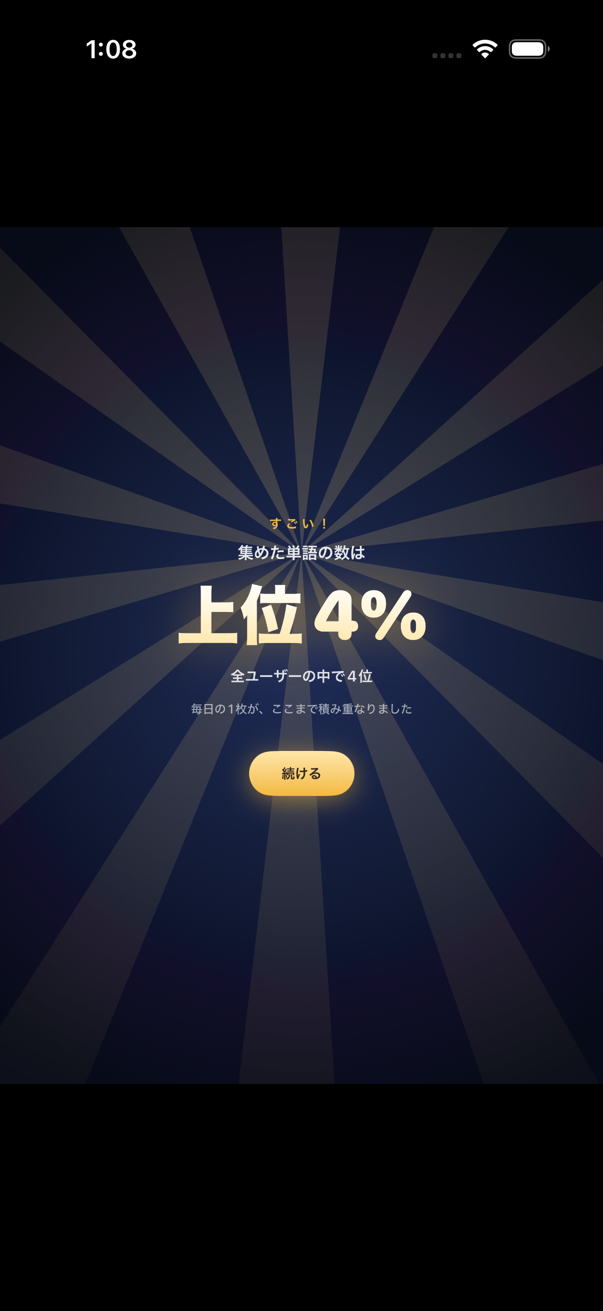 1:08
すごい！
集めた単語の数は
上位4%
全ユーザーの中で4位
毎日の1枚が、ここまで積み重なりました
続ける